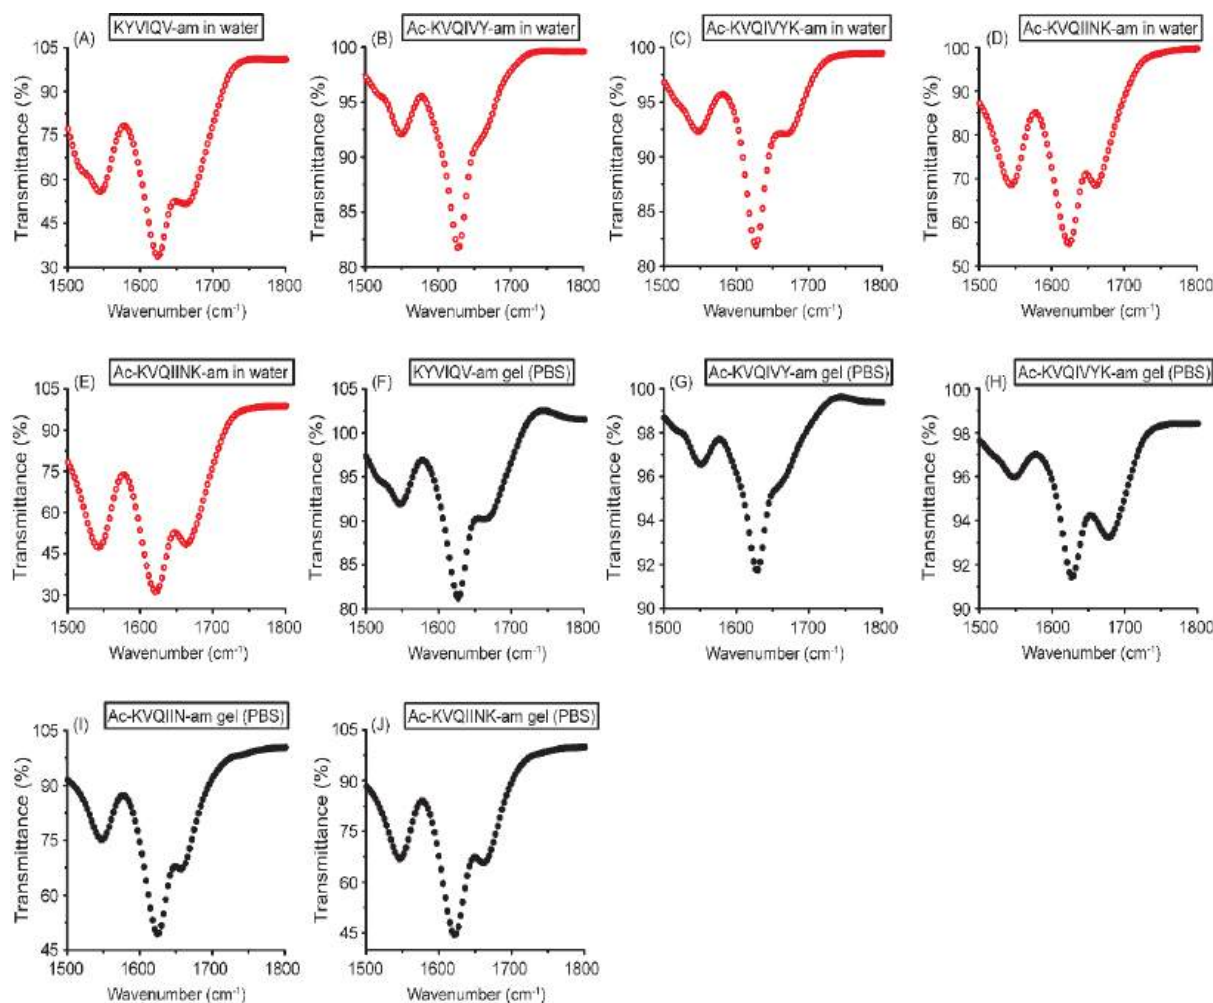 (A) KYVIQV-am in water
105
90
75
60
45
30
Transmittance (%)
1500 1600 1700 1800
Wavenumber (cm-1)
(B) Ac-KVQIVY-am in water
100
95
90
85
80
Transmittance (%)
1500 1600 1700 1800
Wavenumber (cm-1)
(C) Ac-KVQIVYK-am in water
100
95
90
85
80
Transmittance (%)
1500 1600 1700 1800
Wavenumber (cm-1)
(D) Ac-KVQIINK-am in water
100
90
80
70
60
50
Transmittance (%)
1500 1600 1700 1800
Wavenumber (cm-1)
(E) Ac-KVQIINK-am in water
105
90
75
60
45
30
Transmittance (%)
1500 1600 1700 1800
Wavenumber (cm-1)
(F) KYVIQV-am gel (PBS)
105
100
95
90
85
80
Transmittance (%)
1500 1600 1700 1800
Wavenumber (cm-1)
(G) Ac-KVQIVY-am gel (PBS)
100
98
96
94
92
90
Transmittance (%)
1500 1600 1700 1800
Wavenumber (cm-1)
(H) Ac-KVQIVYK-am gel (PBS)
100
98
96
94
92
90
Transmittance (%)
1500 1600 1700 1800
Wavenumber (cm-1)
(I) Ac-KVQIIN-am gel (PBS)
105
90
75
60
45
Transmittance (%)
1500 1600 1700 1800
Wavenumber (cm-1)
(J) Ac-KVQIINK-am gel (PBS)
105
90
75
60
45
Transmittance (%)
1500 1600 1700 1800
Wavenumber (cm-1)